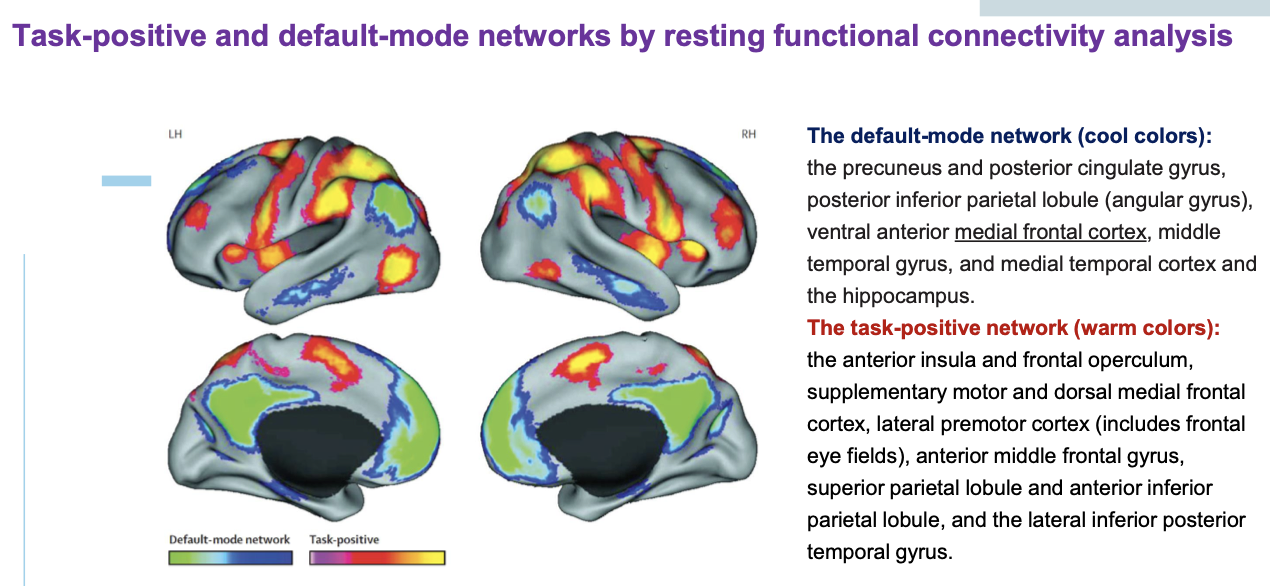 Task-positive and default-mode networks by resting functional connectivity analysis
LH
RH
Default-mode network
Task-positive
The default-mode network (cool colors):
the precuneus and posterior cingulate gyrus,
posterior inferior parietal lobule (angular gyrus),
ventral anterior medial frontal cortex, middle
temporal gyrus, and medial temporal cortex and
the hippocampus.
The task-positive network (warm colors):
the anterior insula and frontal operculum,
supplementary motor and dorsal medial frontal
cortex, lateral premotor cortex (includes frontal
eye fields), anterior middle frontal gyrus,
superior parietal lobule and anterior inferior
parietal lobule, and the lateral inferior posterior
temporal gyrus.